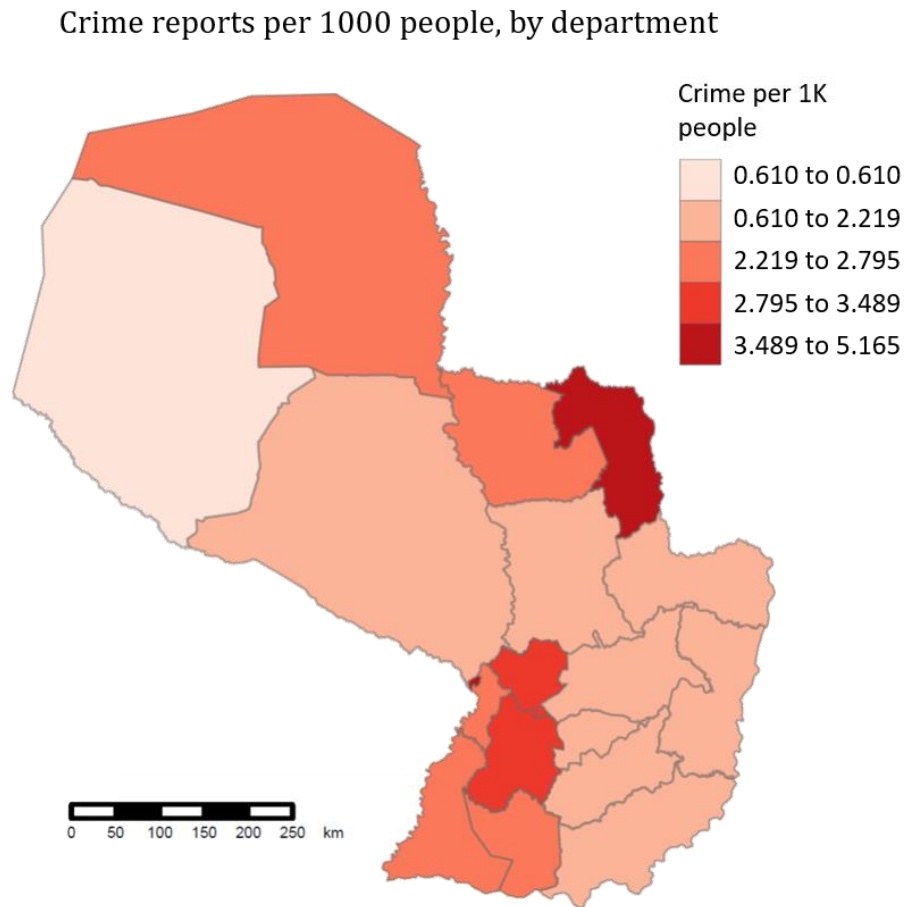 Crime reports per 1000 people, by department
Crime per 1K
people
0.610 to 0.610
0.610 to 2.219
2.219 to 2.795
2.795 to 3.489
3.489 to 5.165
0 50 100 150 200 250 km